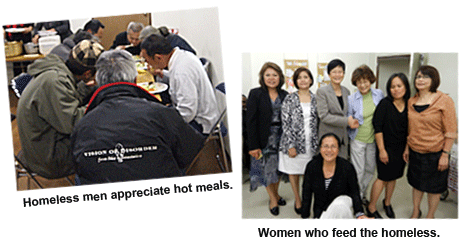 VISION OF DISORDER
Homeless men appreciate hot meals.
Women who feed the homeless.